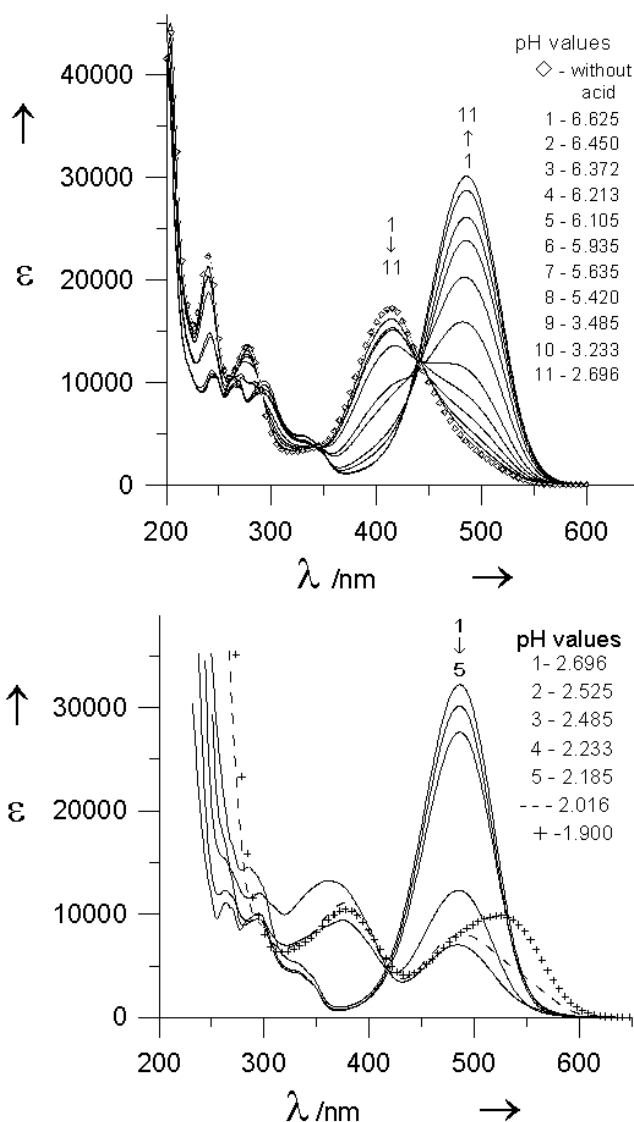 pH values
◇ - without
acid
1 - 6.625
2 - 6.450
3 - 6.372
4 - 6.213
5 - 6.105
6 - 5.935
7 - 5.635
8 - 5.420
9 - 3.485
10 - 3.233
11 - 2.696
11
↑
1
1
↓
11
40000
30000
20000
10000
0
↑
ε
200 300 400 500 600
λ /nm →
pH values
1- 2.696
2 - 2.525
3 - 2.485
4 - 2.233
5 - 2.185
--- - 2.016
+ -1.900
1
↓
5
30000
20000
10000
0
↑
ε
200 300 400 500 600
λ /nm →